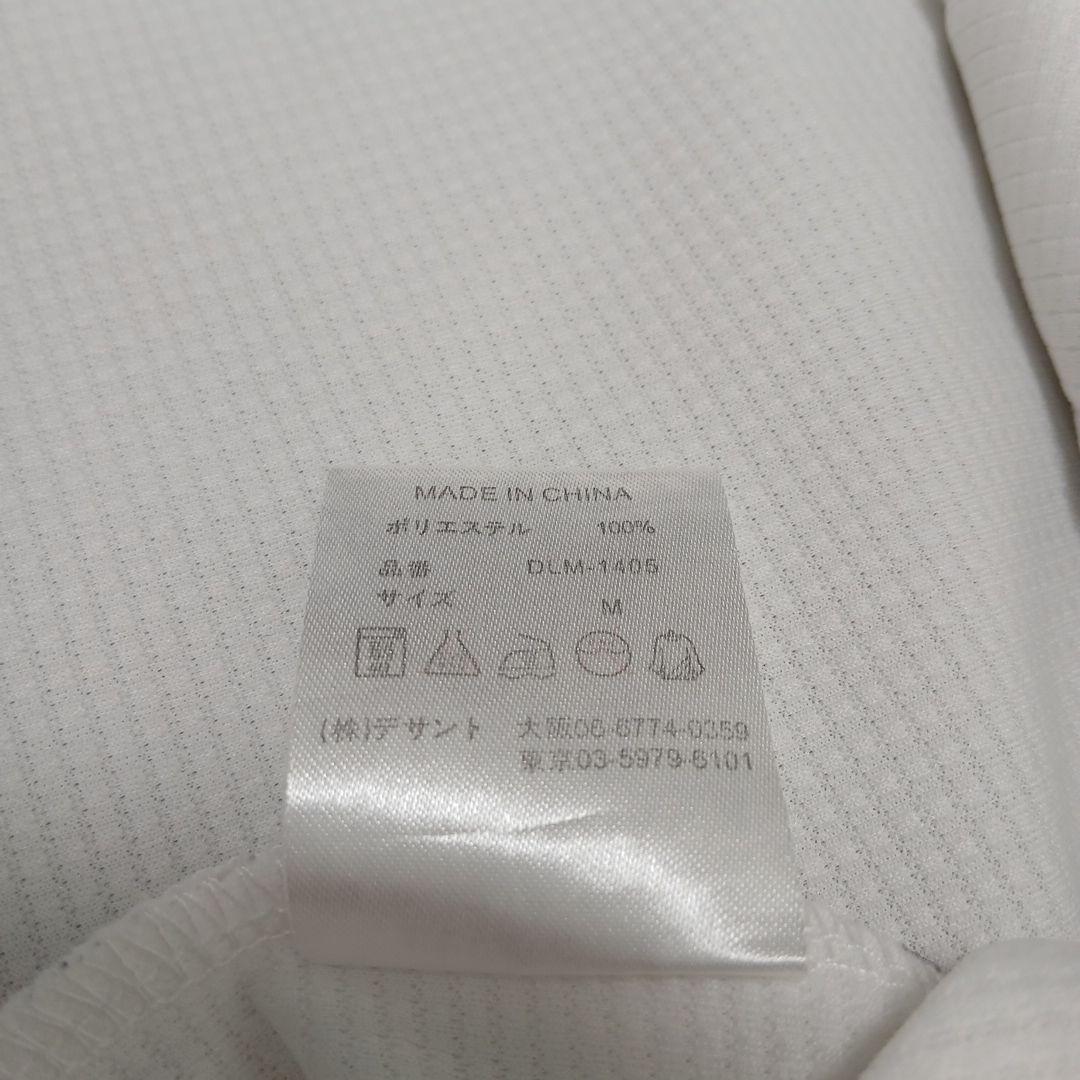 MADE IN CHINA
ポリエステル 100%
品番 DLM-1405
サイズ M
(株)デサント 大阪06-6774-0359
東京03-5979-6101